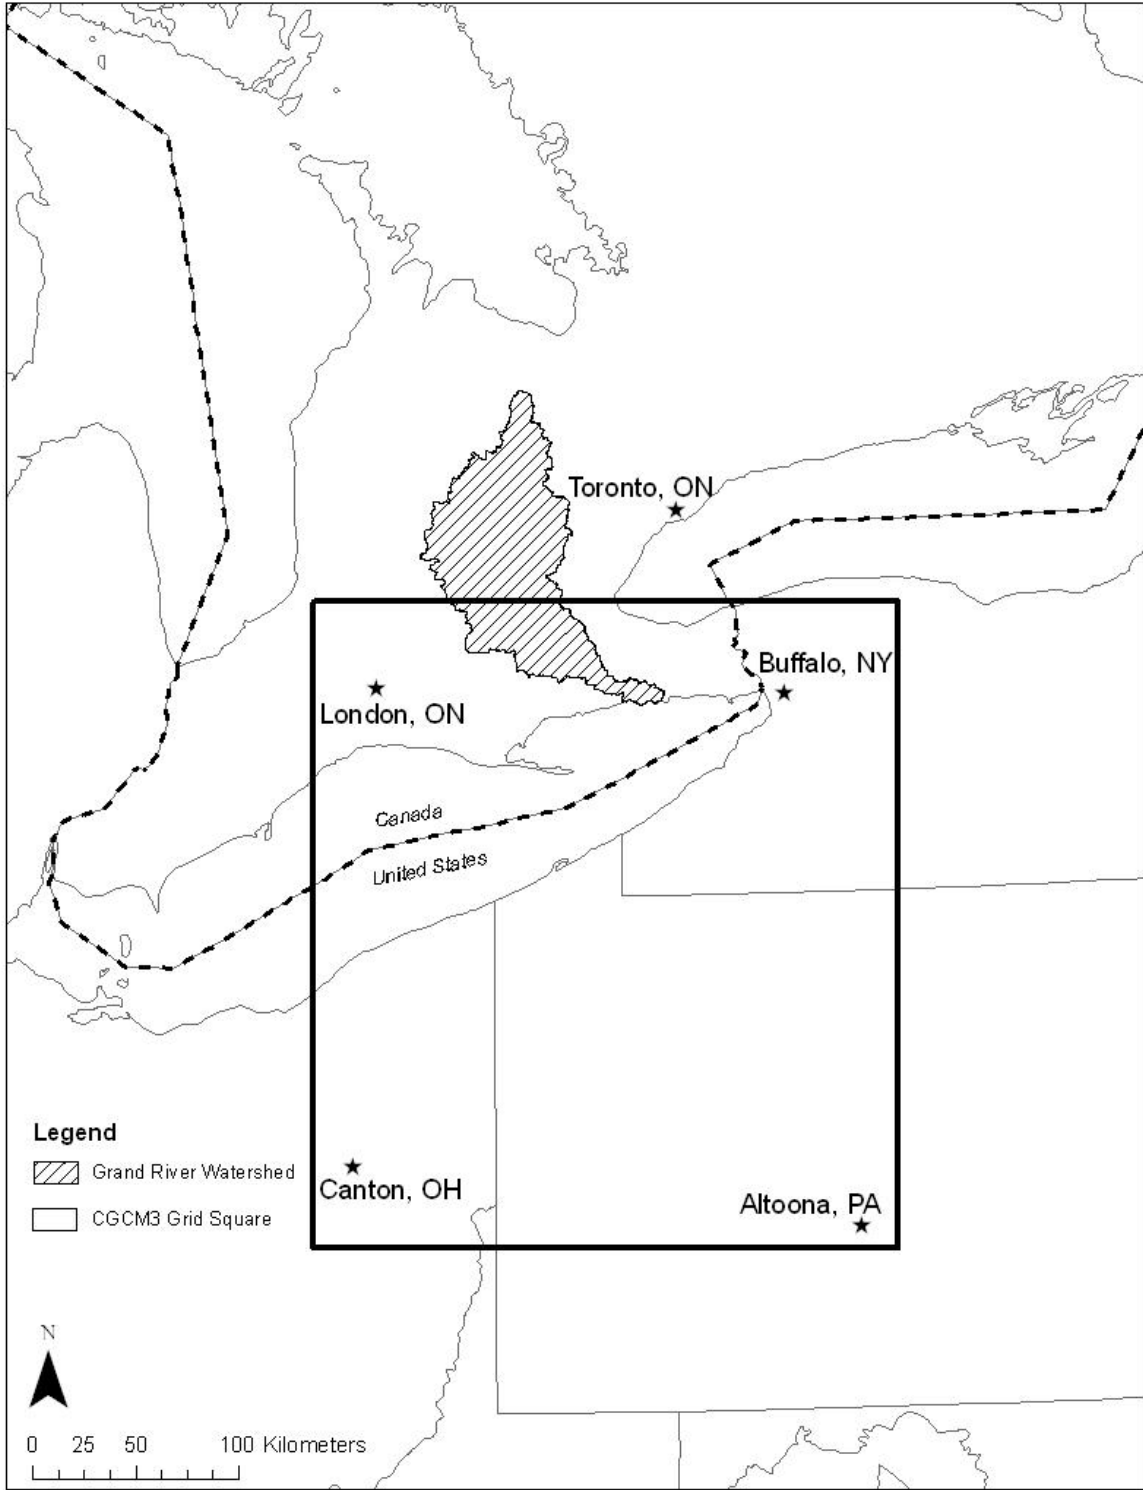 Toronto, ON
Buffalo, NY
London, ON
Canada
United States
Legend
Grand River Watershed
CGCM3 Grid Square
Canton, OH
Altoona, PA
N
0 25 50 100 Kilometers